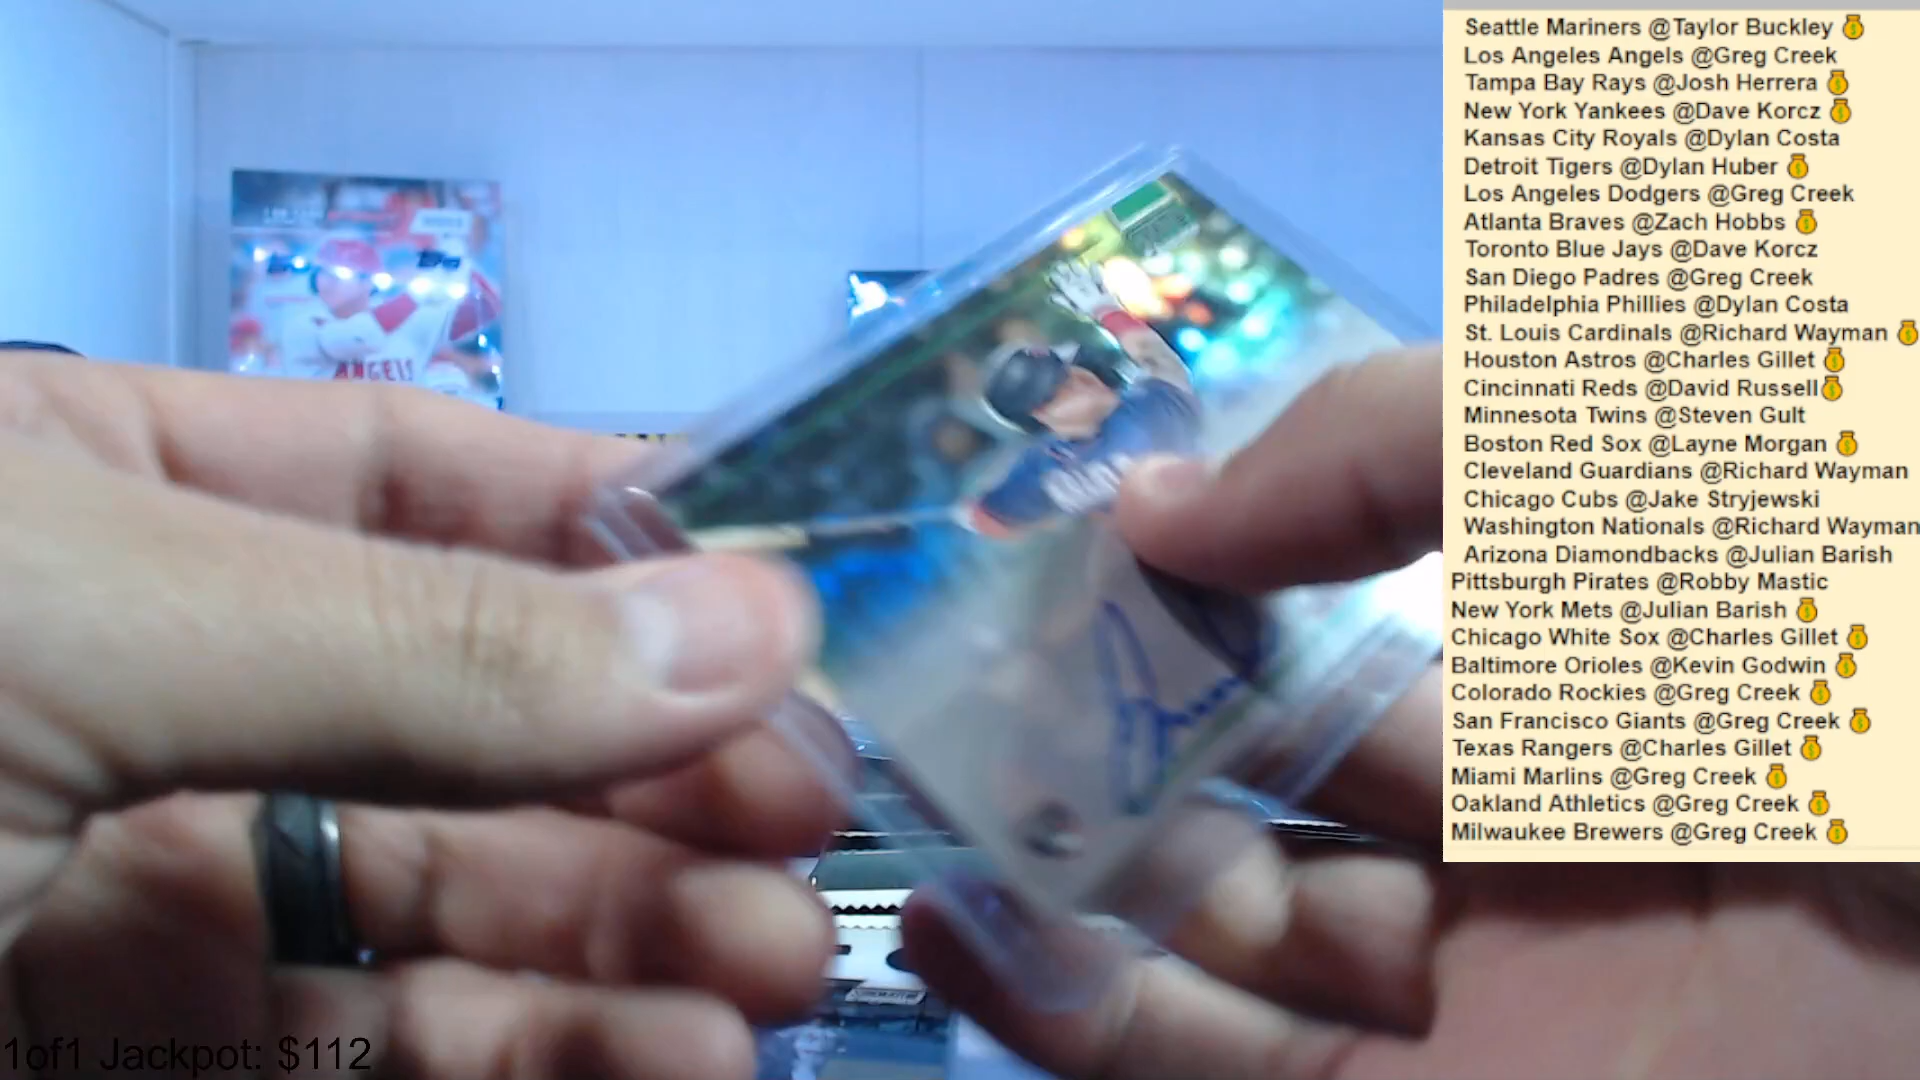 Seattle Mariners @Taylor Buckley 💰
Los Angeles Angels @Greg Creek
Tampa Bay Rays @Josh Herrera 💰
New York Yankees @Dave Korcz 💰
Kansas City Royals @Dylan Costa
Detroit Tigers @Dylan Huber 💰
Los Angeles Dodgers @Greg Creek
Atlanta Braves @Zach Hobbs 💰
Toronto Blue Jays @Dave Korcz
San Diego Padres @Greg Creek
Philadelphia Phillies @Dylan Costa
St. Louis Cardinals @Richard Wayman 💰
Houston Astros @Charles Gillet 💰
Cincinnati Reds @David Russell💰
Minnesota Twins @Steven Gult
Boston Red Sox @Layne Morgan 💰
Cleveland Guardians @Richard Wayman
Chicago Cubs @Jake Stryjewski
Washington Nationals @Richard Wayman
Arizona Diamondbacks @Julian Barish
Pittsburgh Pirates @Robby Mastic
New York Mets @Julian Barish 💰
Chicago White Sox @Charles Gillet 💰
Baltimore Orioles @Kevin Godwin 💰
Colorado Rockies @Greg Creek 💰
San Francisco Giants @Greg Creek 💰
Texas Rangers @Charles Gillet 💰
Miami Marlins @Greg Creek 💰
Oakland Athletics @Greg Creek 💰
Milwaukee Brewers @Greg Creek 💰
ANGELS
1of1 Jackpot: $112